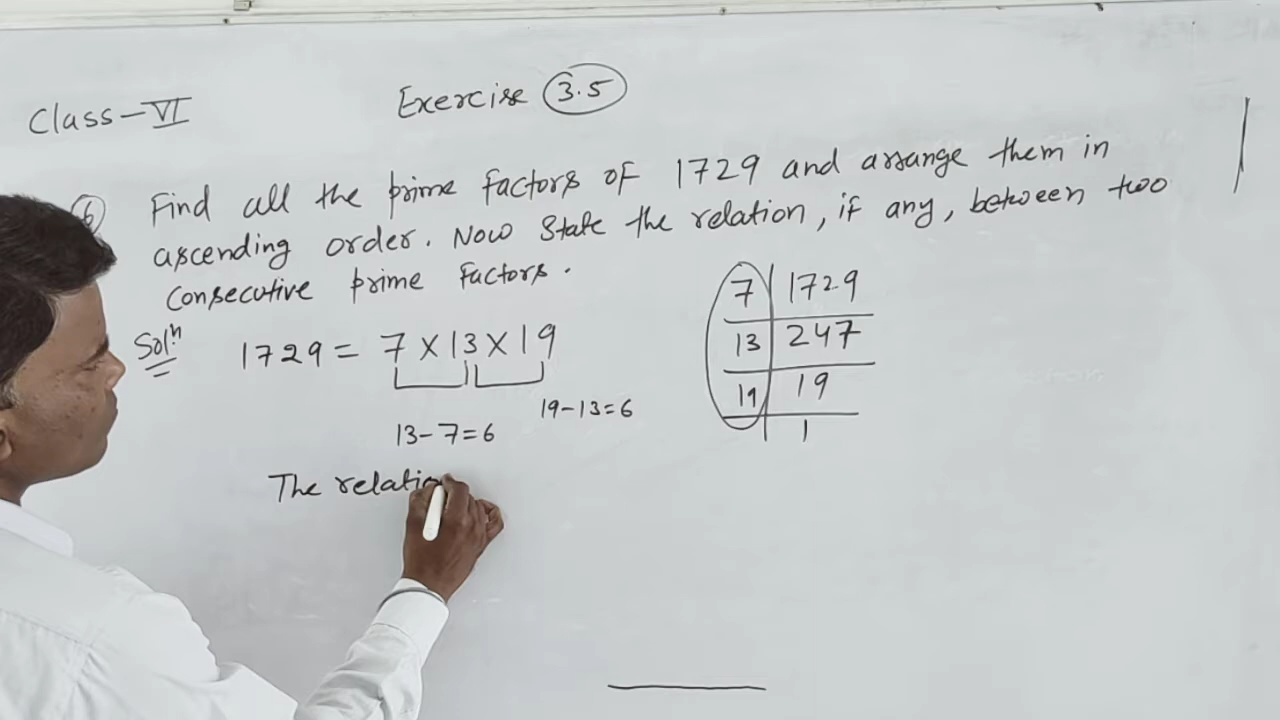 Class-VI
Exercise 3.5
6 Find all the prime factors of 1729 and arrange them in
ascending order. Now State the relation, if any, between two
Consecutive prime factors.
Solⁿ
1729 = 7 X 13 X 19
13-7=6
19-13=6
The relatio
7 | 1729
13 | 247
19 | 19
| 1